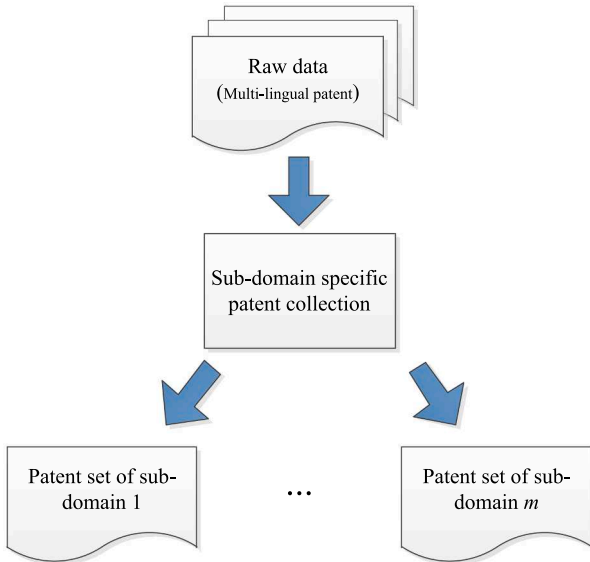 Raw data
(Multi-lingual patent)
Sub-domain specific
patent collection
Patent set of sub-
domain 1
...
Patent set of sub-
domain m